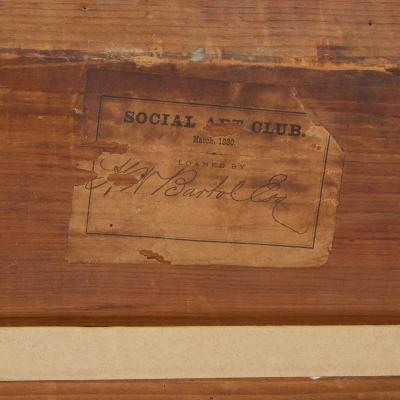 SOCIAL ART CLUB.
March, 1880.
LOANED BY
H W Bartol Esq